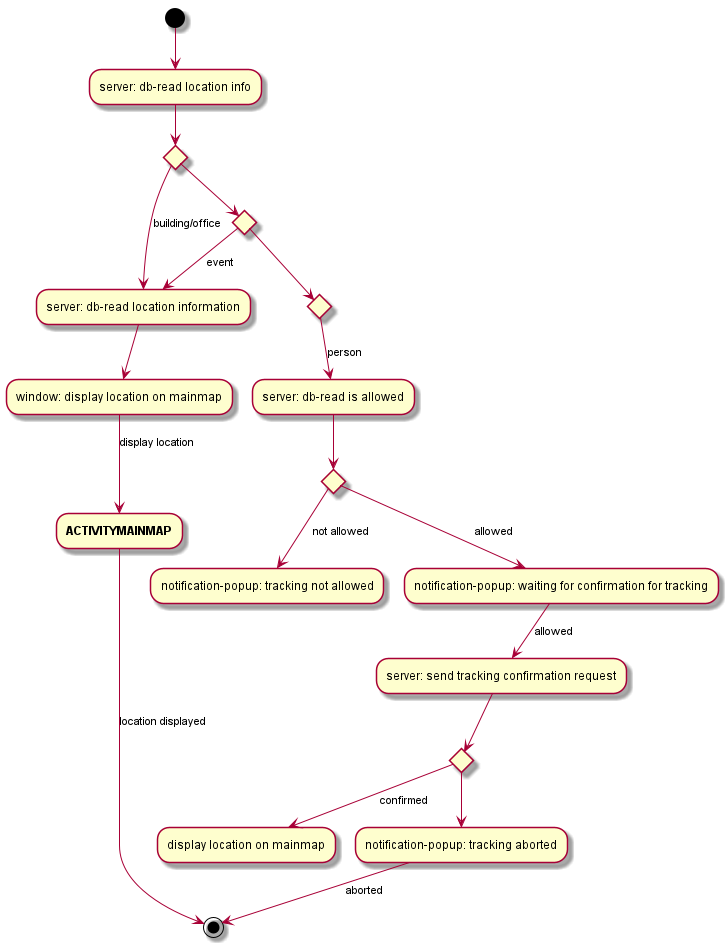 server: db-read location info
building/office
event
server: db-read location information
person
window: display location on mainmap
server: db-read is allowed
display location
ACTIVITYMAINMAP
not allowed
allowed
notification-popup: tracking not allowed
notification-popup: waiting for confirmation for tracking
allowed
server: send tracking confirmation request
location displayed
confirmed
display location on mainmap
notification-popup: tracking aborted
aborted